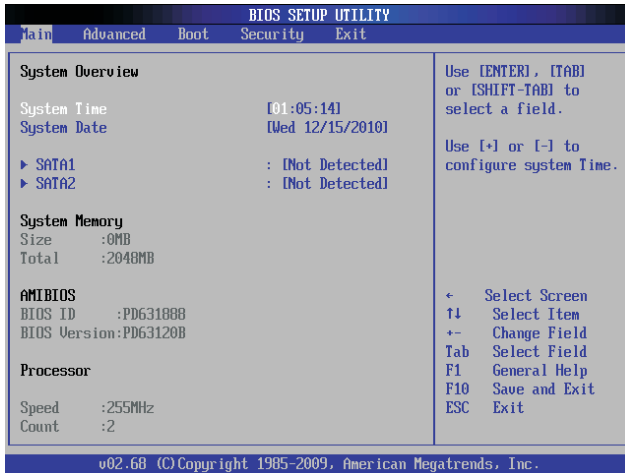 BIOS SETUP UTILITY
Main Advanced Boot Security Exit
System Overview
System Time [01:05:14]
System Date [Wed 12/15/2010]
▶ SATA1 : [Not Detected]
▶ SATA2 : [Not Detected]
System Memory
Size :0MB
Total :2048MB
AMIBIOS
BIOS ID :PD631888
BIOS Version:PD63120B
Processor
Speed :255MHz
Count :2
Use [ENTER], [TAB]
or [SHIFT-TAB] to
select a field.
Use [+] or [-] to
configure system Time.
← Select Screen
↑↓ Select Item
+- Change Field
Tab Select Field
F1 General Help
F10 Save and Exit
ESC Exit
v02.68 (C)Copyright 1985-2009, American Megatrends, Inc.